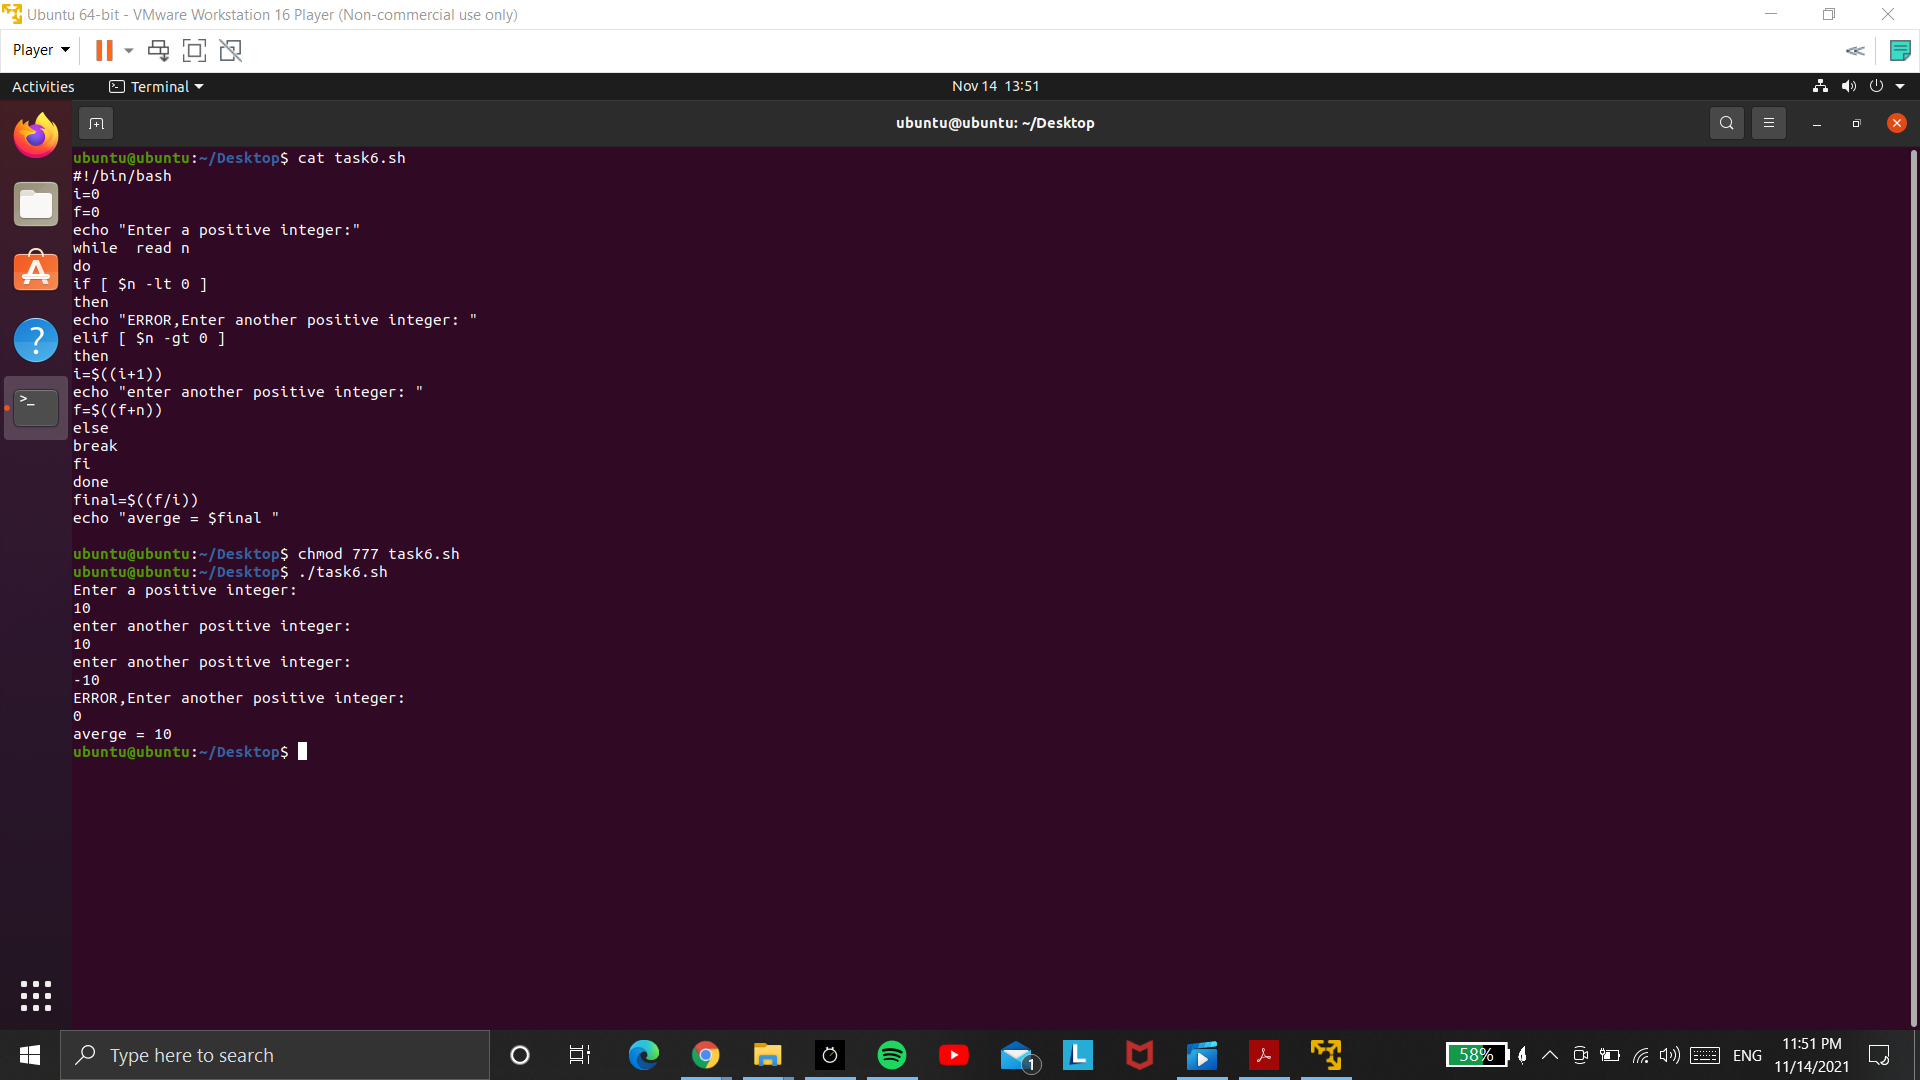 Ubuntu 64-bit - VMware Workstation 16 Player (Non-commercial use only)
Player
Activities
Terminal
Nov 14 13:51
ubuntu@ubuntu: ~/Desktop
ubuntu@ubuntu:~/Desktop$ cat task6.sh
#!/bin/bash
i=0
f=0
echo "Enter a positive integer:"
while  read n
do
if [ $n -lt 0 ]
then
echo "ERROR,Enter another positive integer: "
elif [ $n -gt 0 ]
then
i=$((i+1))
echo "enter another positive integer: "
f=$((f+n))
else
break
fi
done
final=$((f/i))
echo "averge = $final "
ubuntu@ubuntu:~/Desktop$ chmod 777 task6.sh
ubuntu@ubuntu:~/Desktop$ ./task6.sh
Enter a positive integer:
10
enter another positive integer:
10
enter another positive integer:
-10
ERROR,Enter another positive integer:
0
averge = 10
ubuntu@ubuntu:~/Desktop$
Type here to search
1
L
58%
ENG
11:51 PM
11/14/2021